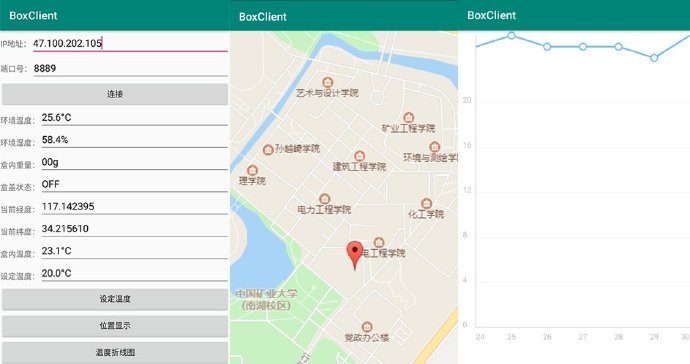 BoxClient
IP地址: 47.100.202.105
端口号: 8889
连接
环境温度: 25.6°C
环境湿度: 58.4%
盒内重量: 00g
盒盖状态: OFF
当前经度: 117.142395
当前纬度: 34.215610
盒内温度: 23.1°C
设定温度: 20.0°C
设定温度
位置显示
温度折线图
BoxClient
艺术与设计学院
矿业工程学院
孙越崎学院
环境与测绘学
建筑工程学院
理学院
电力工程学院
化工学院
电工程学院
中国矿业大学
(南湖校区)
党政办公楼
BoxClient
20
16
12
8
4
0
24
25
26
27
28
29
30